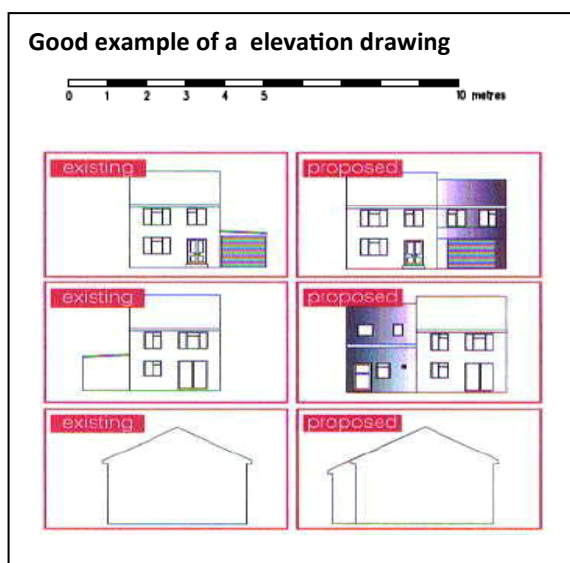 Good example of a elevation drawing
0 1 2 3 4 5 10 metres
existing proposed
existing proposed
existing proposed